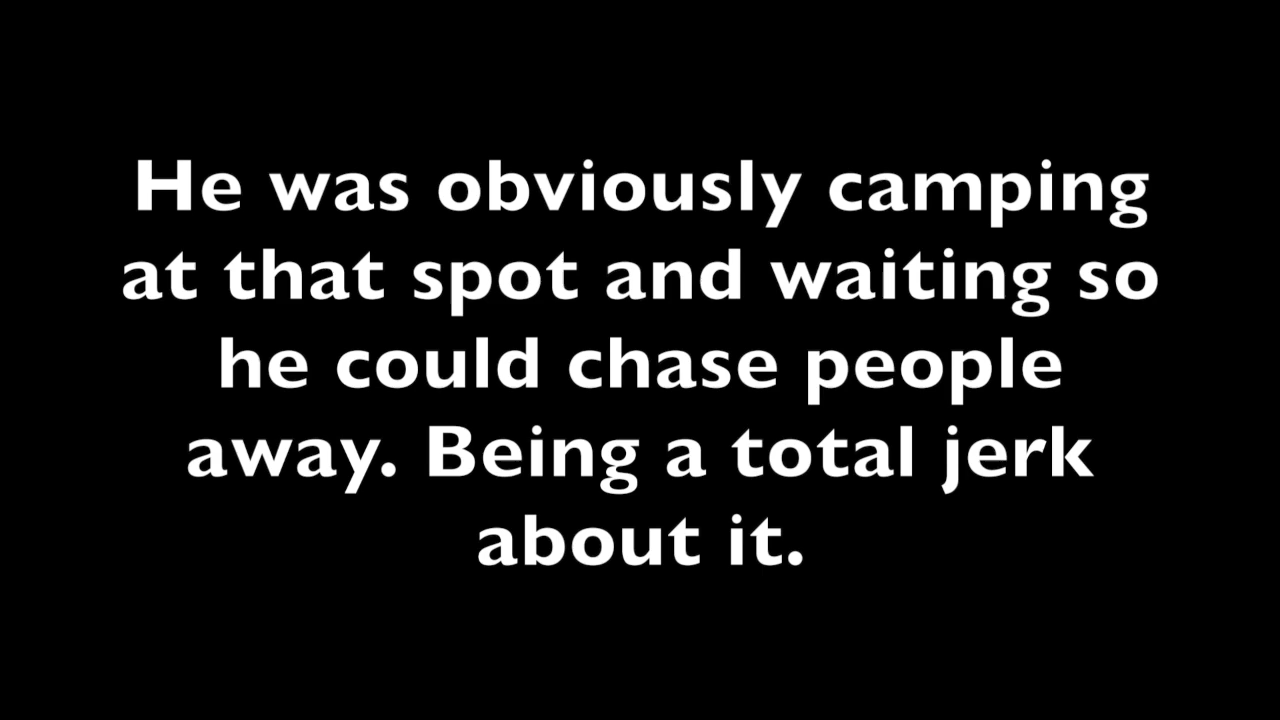 He was obviously camping
at that spot and waiting so
he could chase people
away. Being a total jerk
about it.